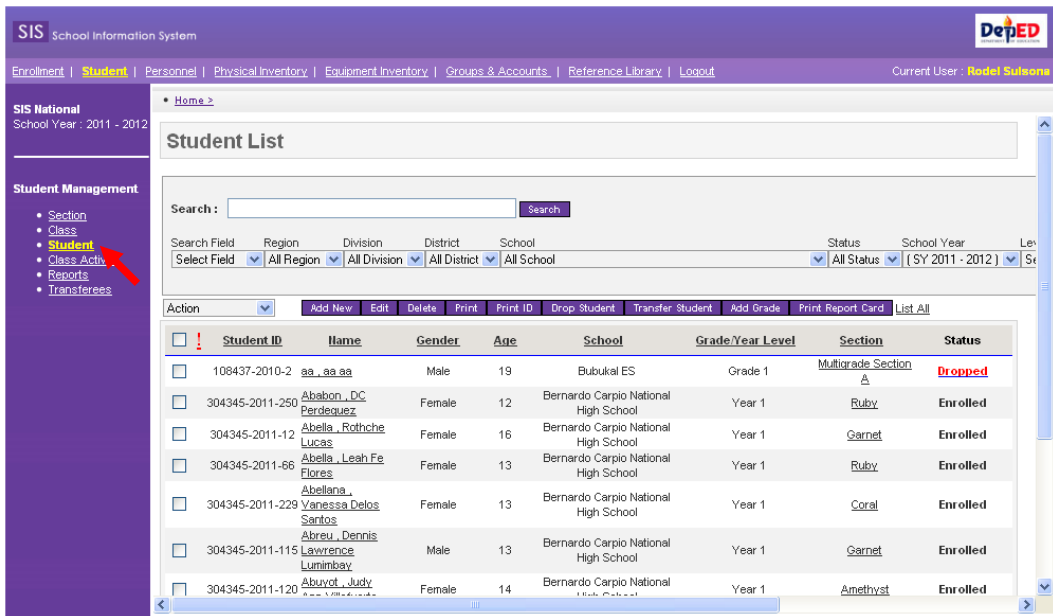 SIS School Information System
DepED
DEPARTMENT OF EDUCATION
Enrollment | Student | Personnel | Physical Inventory | Equipment Inventory | Groups & Accounts | Reference Library | Logout
Current User : Rodel Sulsona
SIS National
School Year : 2011 - 2012
Student Management
Section
Class
Student
Class Activ
Reports
Transferees
Home >
Student List
Search :
Search
Search Field Region Division District School Status School Year Lev
Select Field All Region All Division All District All School All Status ( SY 2011 - 2012 ) Se
Action Add New Edit Delete Print Print ID Drop Student Transfer Student Add Grade Print Report Card List All
! Student ID Name Gender Age School Grade/Year Level Section Status
108437-2010-2 aa , aa aa Male 19 Bubukal ES Grade 1 Multigrade Section A Dropped
304345-2011-250 Ababon , DC Perdeguez Female 12 Bernardo Carpio National High School Year 1 Ruby Enrolled
304345-2011-12 Abella , Rothche Lucas Female 16 Bernardo Carpio National High School Year 1 Garnet Enrolled
304345-2011-66 Abella , Leah Fe Flores Female 13 Bernardo Carpio National High School Year 1 Ruby Enrolled
304345-2011-229 Abellana , Vanessa Delos Santos Female 13 Bernardo Carpio National High School Year 1 Coral Enrolled
304345-2011-115 Abreu , Dennis Lawrence Lumimbay Male 13 Bernardo Carpio National High School Year 1 Garnet Enrolled
304345-2011-120 Abuyot , Judy Female 14 Bernardo Carpio National Year 1 Amethyst Enrolled